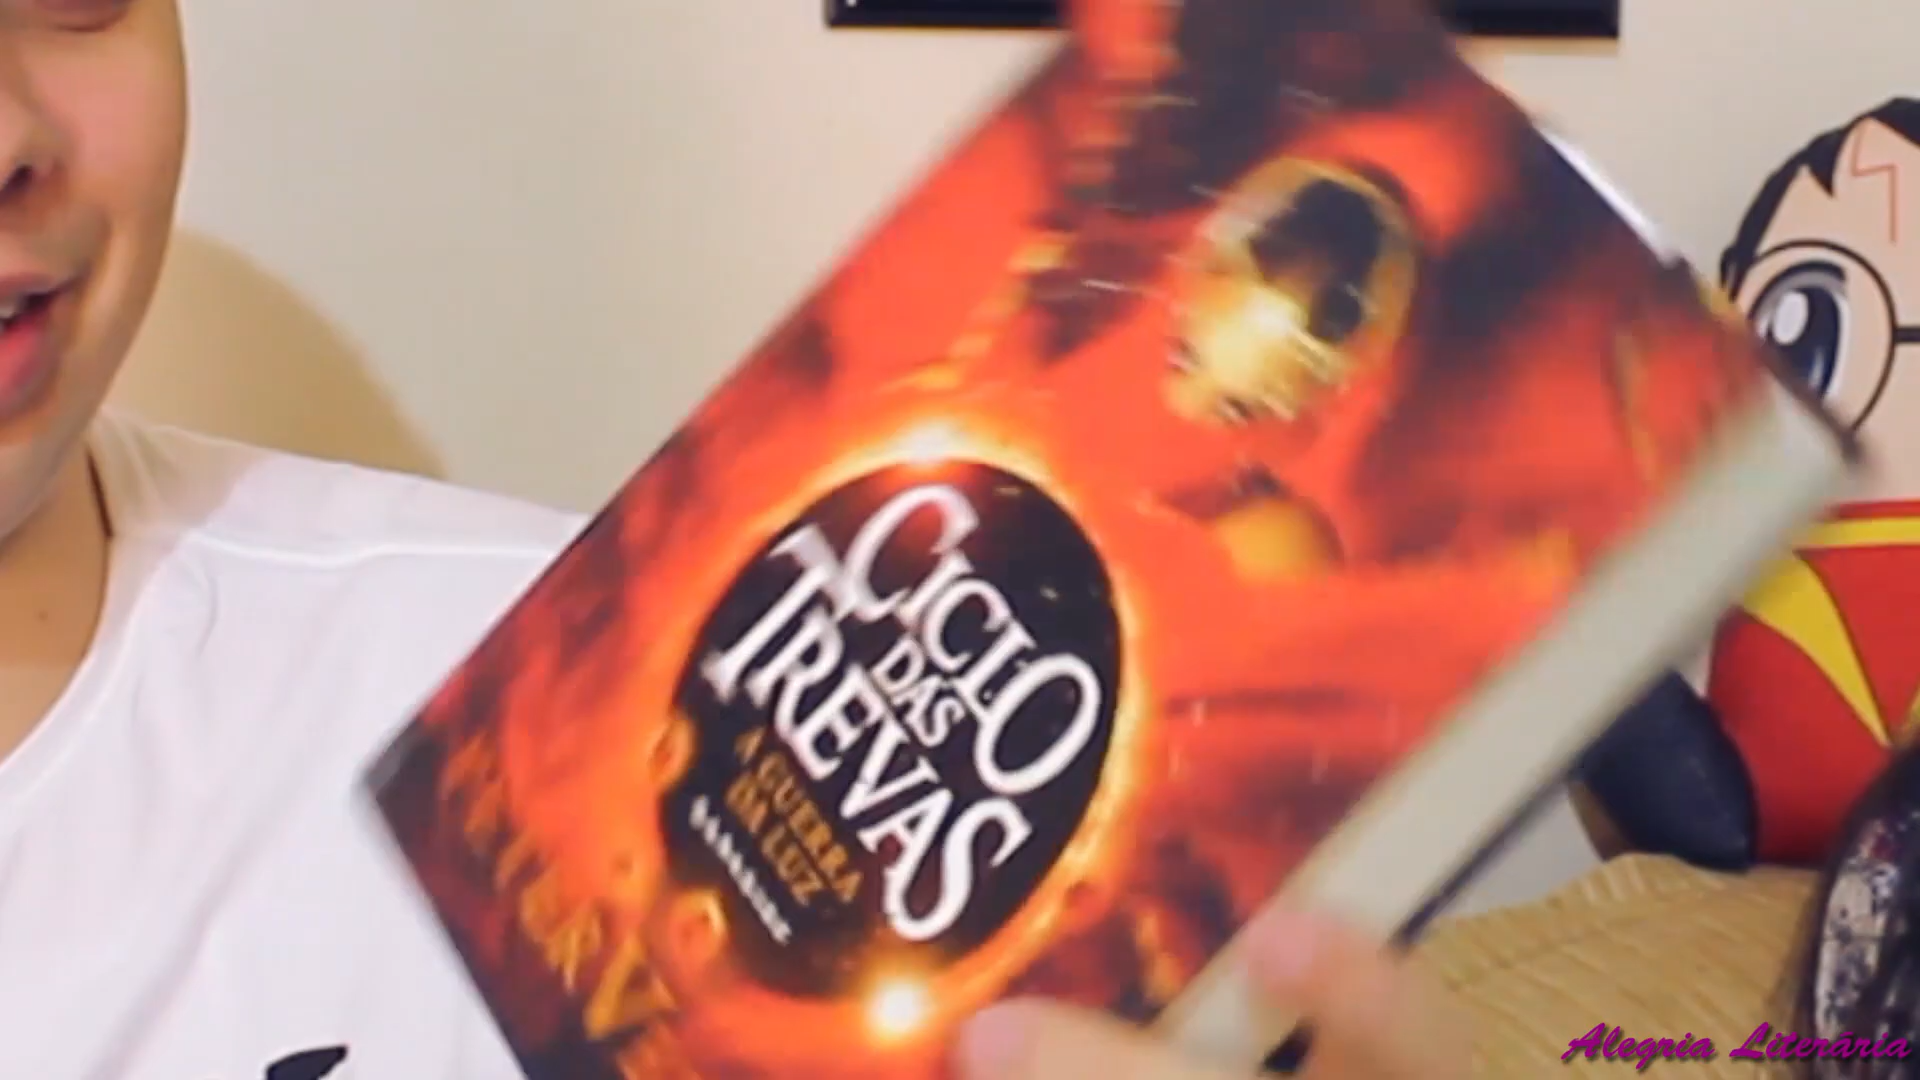 CICLO
DAS
TREVAS
A GUERRA
DA LUZ
Alegria Literária